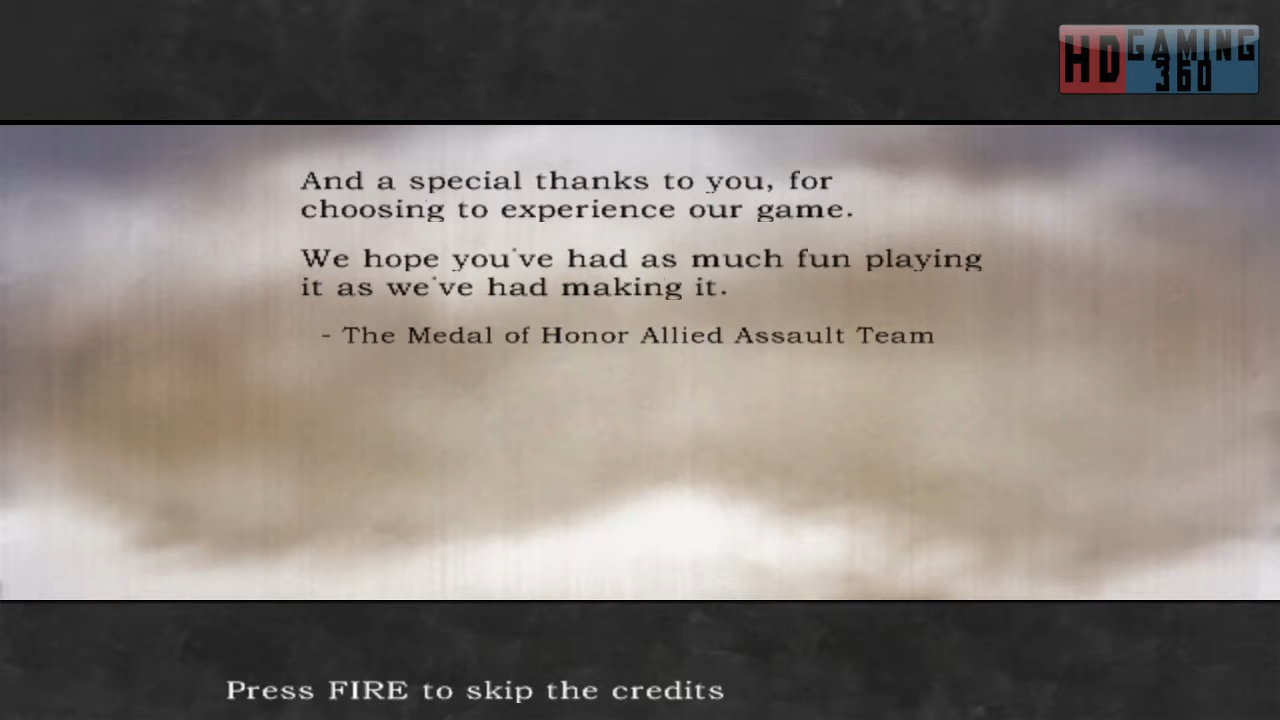 HD GAMING
360
And a special thanks to you, for
choosing to experience our game.
We hope you've had as much fun playing
it as we've had making it.
- The Medal of Honor Allied Assault Team
Press FIRE to skip the credits